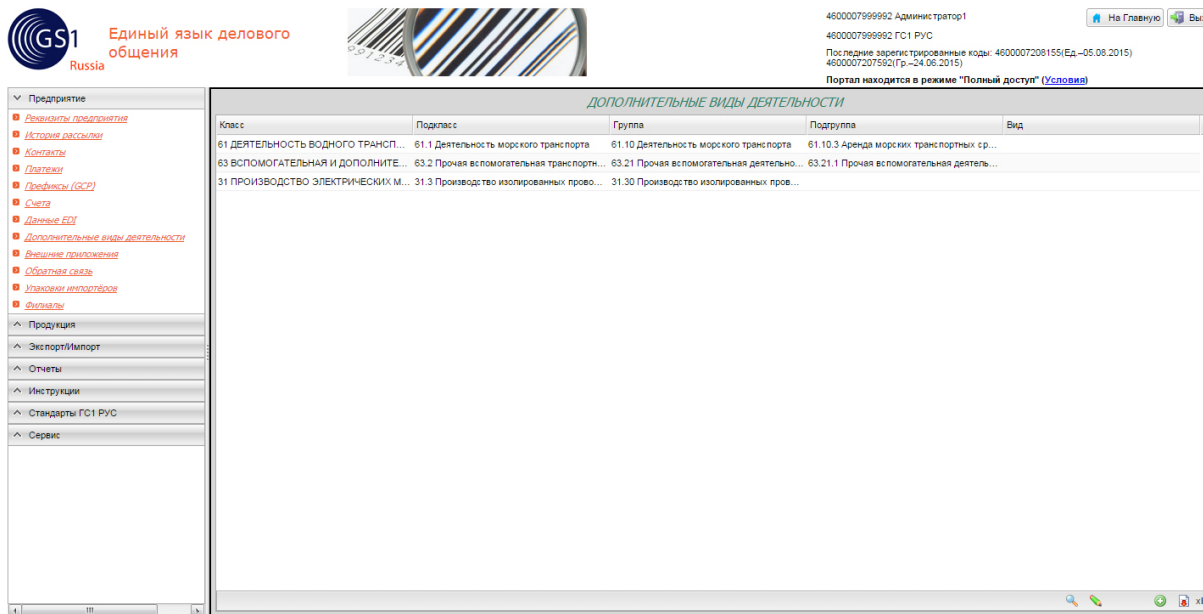 GS1
Russia
Единый язык делового
общения
991234
4600007999992 Администратор1
На Главную
4600007999992 ГС1 РУС
Последние зарегистрированные коды: 4600007208155(Ед.–05.08.2015)
4600007207592(Гр.–24.06.2015)
Портал находится в режиме "Полный доступ" (Условия)
Предприятие
Реквизиты предприятия
История рассылки
Контакты
Платежи
Префиксы (GCP)
Счета
Данные EDI
Дополнительные виды деятельности
Внешние приложения
Обратная связь
Упаковки импортёров
Филиалы
Продукция
Экспорт/Импорт
Отчеты
Инструкции
Стандарты ГС1 РУС
Сервис
ДОПОЛНИТЕЛЬНЫЕ ВИДЫ ДЕЯТЕЛЬНОСТИ
Класс Подкласс Группа Подгруппа Вид
61 ДЕЯТЕЛЬНОСТЬ ВОДНОГО ТРАНСП... 61.1 Деятельность морского транспорта 61.10 Деятельность морского транспорта 61.10.3 Аренда морских транспортных ср...
63 ВСПОМОГАТЕЛЬНАЯ И ДОПОЛНИТЕ... 63.2 Прочая вспомогательная транспортн... 63.21 Прочая вспомогательная деятельно... 63.21.1 Прочая вспомогательная деятель...
31 ПРОИЗВОДСТВО ЭЛЕКТРИЧЕСКИХ М... 31.3 Производство изолированных прово... 31.30 Производство изолированных пров...